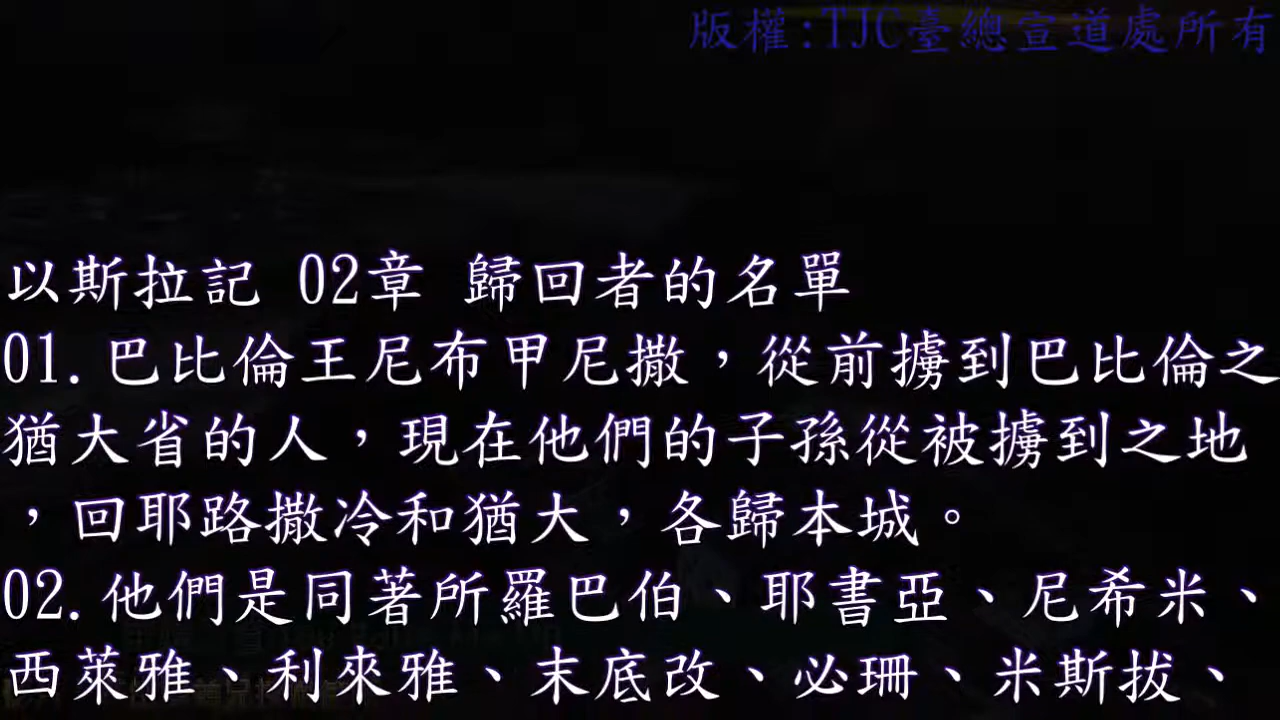 版權:TJC臺總宣道處所有
以斯拉記 02章 歸回者的名單
01.巴比倫王尼布甲尼撒，從前擄到巴比倫之
猶大省的人，現在他們的子孫從被擄到之地
，回耶路撒冷和猶大，各歸本城。
02.他們是同著所羅巴伯、耶書亞、尼希米、
西萊雅、利來雅、末底改、必珊、米斯拔、